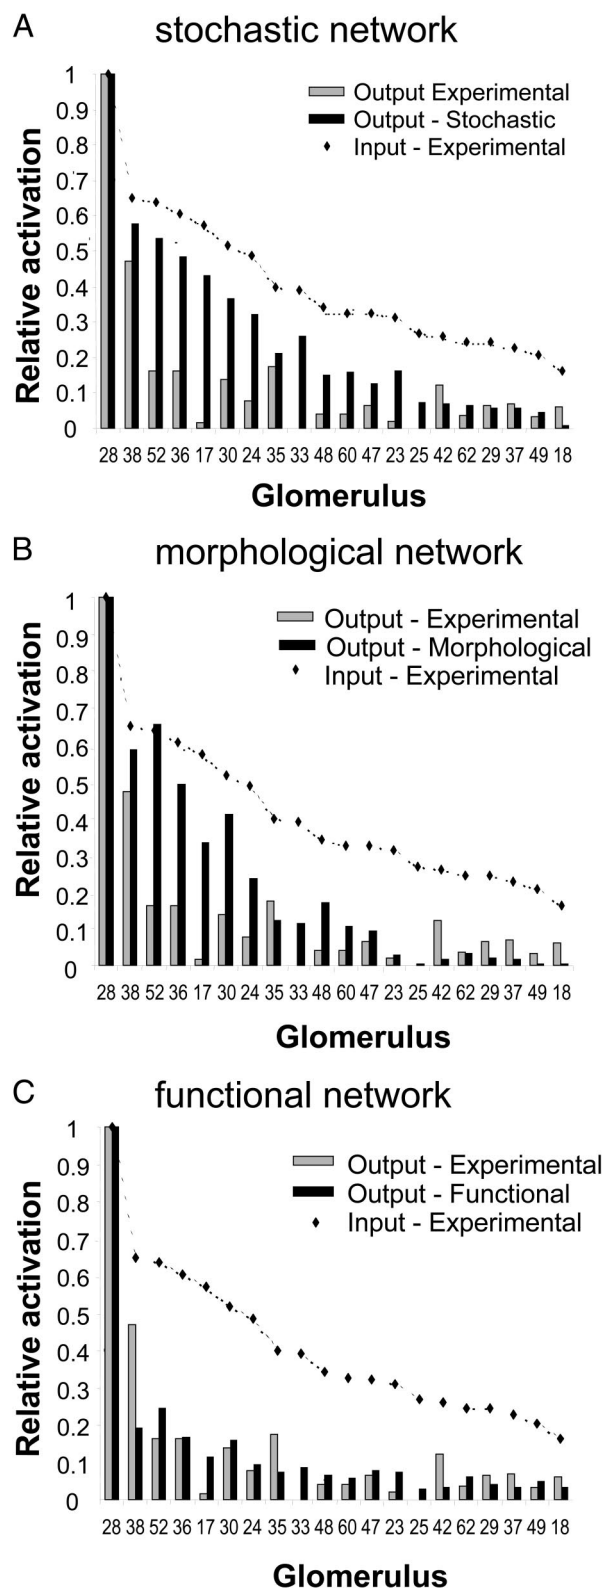 A
stochastic network
Output Experimental
Output - Stochastic
Input - Experimental
Relative activation
1
0.9
0.8
0.7
0.6
0.5
0.4
0.3
0.2
0.1
0
28 38 52 36 17 30 24 35 33 48 60 47 23 25 42 62 29 37 49 18
Glomerulus
B
morphological network
Output - Experimental
Output - Morphological
Input - Experimental
Relative activation
1
0.9
0.8
0.7
0.6
0.5
0.4
0.3
0.2
0.1
0
28 38 52 36 17 30 24 35 33 48 60 47 23 25 42 62 29 37 49 18
Glomerulus
C
functional network
Output - Experimental
Output - Functional
Input - Experimental
Relative activation
1
0.9
0.8
0.7
0.6
0.5
0.4
0.3
0.2
0.1
0
28 38 52 36 17 30 24 35 33 48 60 47 23 25 42 62 29 37 49 18
Glomerulus